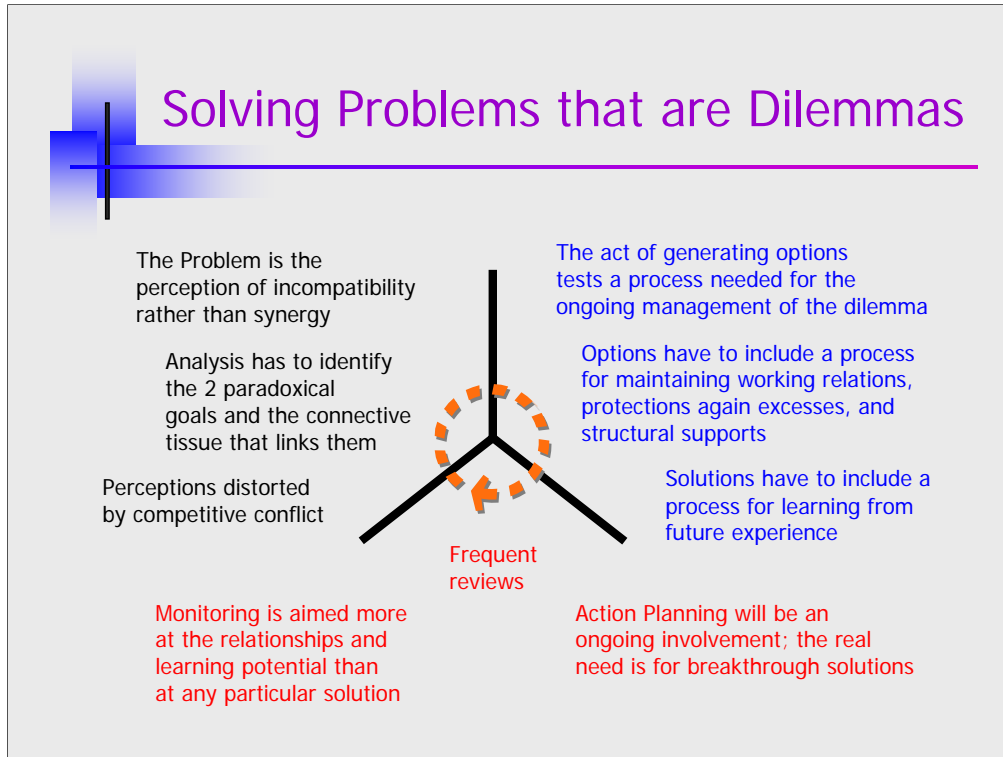 Solving Problems that are Dilemmas
The Problem is the
perception of incompatibility
rather than synergy
Analysis has to identify
the 2 paradoxical
goals and the connective
tissue that links them
Perceptions distorted
by competitive conflict
The act of generating options
tests a process needed for the
ongoing management of the dilemma
Options have to include a process
for maintaining working relations,
protections again excesses, and
structural supports
Solutions have to include a
process for learning from
future experience
Frequent
reviews
Monitoring is aimed more
at the relationships and
learning potential than
at any particular solution
Action Planning will be an
ongoing involvement; the real
need is for breakthrough solutions